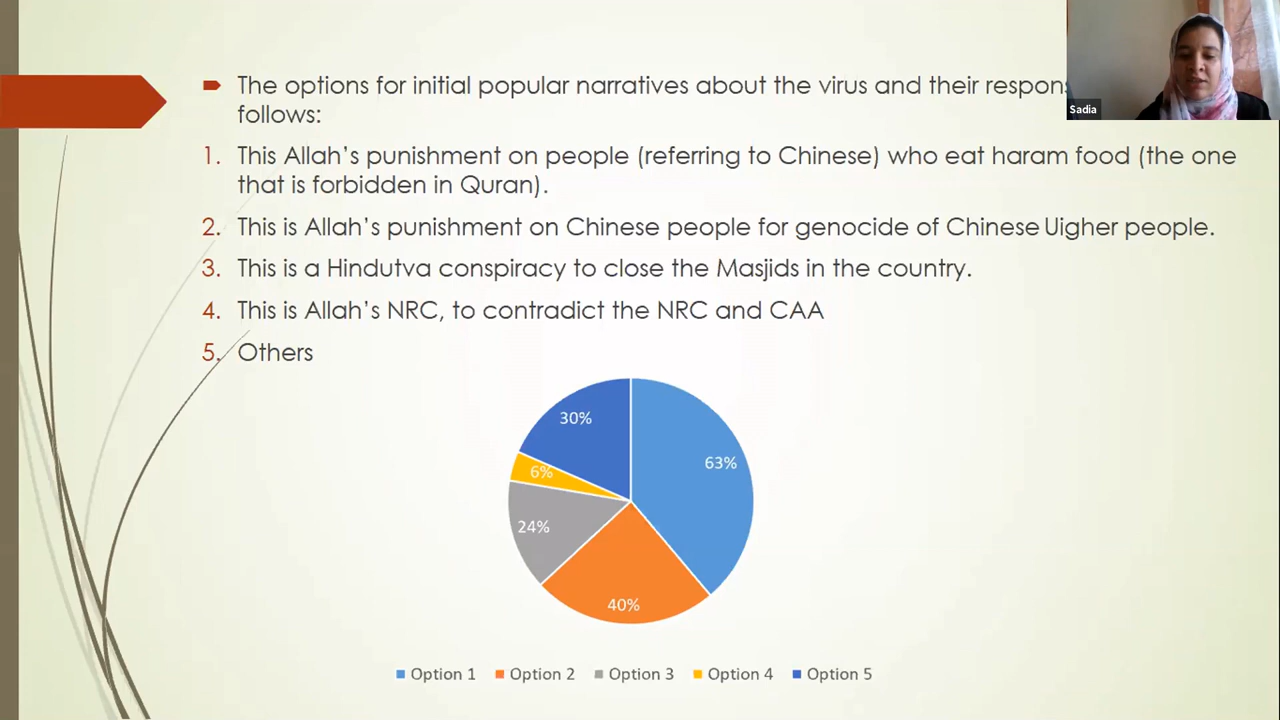 The options for initial popular narratives about the virus and their
follows:
1. This Allah's punishment on people (referring to Chinese) who eat haram food (the one
that is forbidden in Quran).
2. This is Allah's punishment on Chinese people for genocide of Chinese Uigher people.
3. This is a Hindutva conspiracy to close the Masjids in the country.
4. This is Allah's NRC, to contradict the NRC and CAA
5. Others
Sadia
30%
63%
6%
24%
40%
Option 1 Option 2 Option 3 Option 4 Option 5